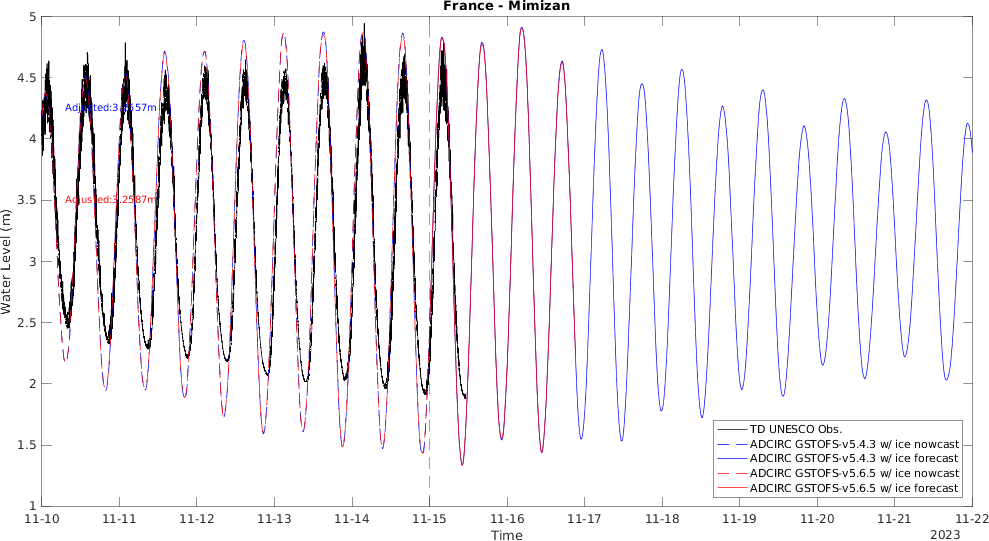 France - Mimizan
5
4.5
4
3.5
3
2.5
2
1.5
1
Water Level (m)
Adjusted:3.2587m
TD UNESCO Obs.
ADCIRC GSTOFS-v5.4.3 w/ ice nowcast
ADCIRC GSTOFS-v5.4.3 w/ ice forecast
ADCIRC GSTOFS-v5.6.5 w/ ice nowcast
ADCIRC GSTOFS-v5.6.5 w/ ice forecast
11-10 11-11 11-12 11-13 11-14 11-15 11-16 11-17 11-18 11-19 11-20 11-21 11-22
Time
2023